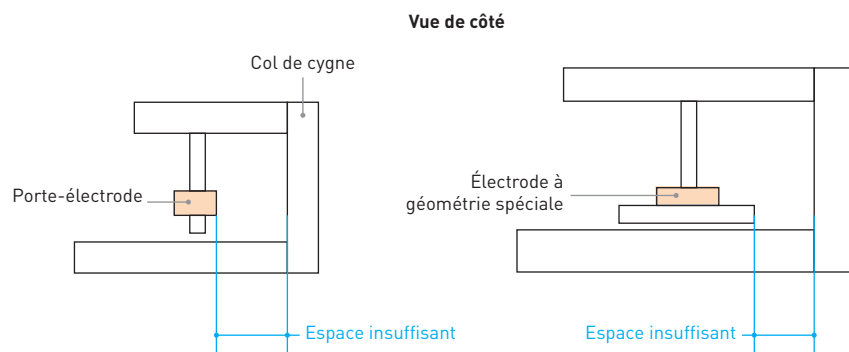 Vue de côté
Col de cygne
Porte-électrode
Électrode à
géométrie spéciale
Espace insuffisant
Espace insuffisant